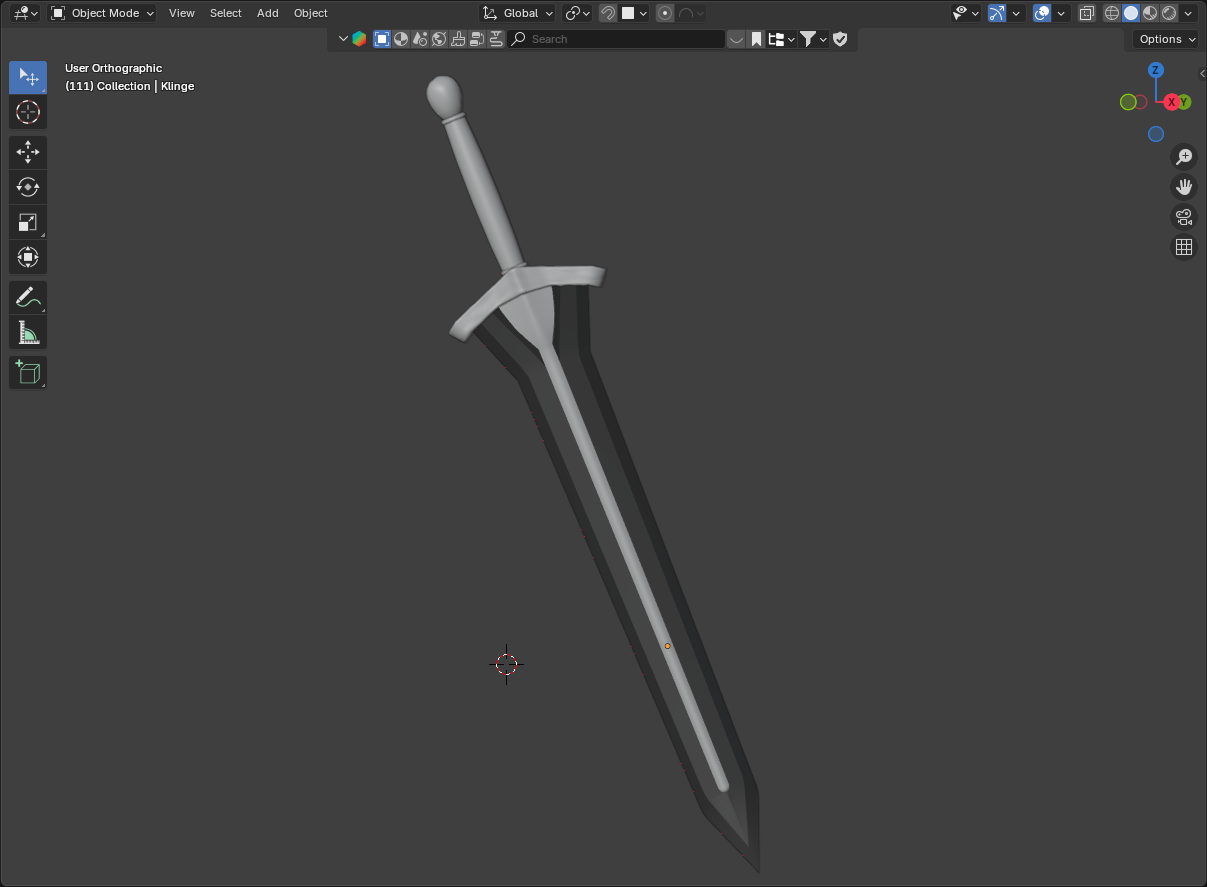 Object Mode View Select Add Object Global
Search
Options
User Orthographic
(111) Collection | Klinge
Z
X Y